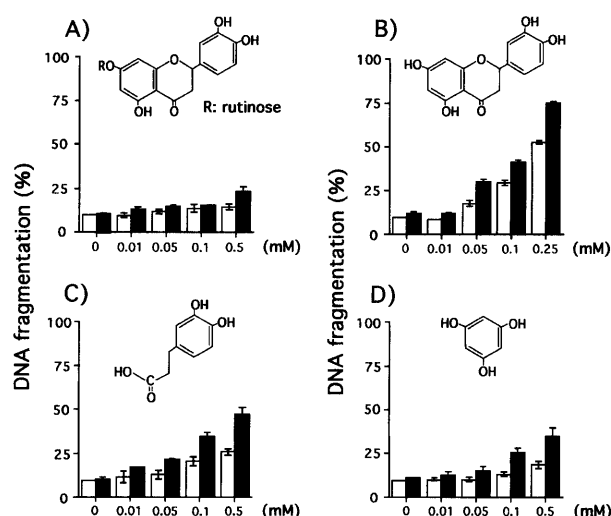 A)
B)
OH
OH
RO
O
OH
O
R: rutinose
OH
OH
HO
O
OH
O
DNA fragmentation (%)
100
75
50
25
0
0 0.01 0.05 0.1 0.5 (mM)
100
75
50
25
0
0 0.01 0.05 0.1 0.25 (mM)
C)
D)
OH
OH
HO
C
O
HO
OH
OH
DNA fragmentation (%)
100
75
50
25
0
0 0.01 0.05 0.1 0.5 (mM)
100
75
50
25
0
0 0.01 0.05 0.1 0.5 (mM)